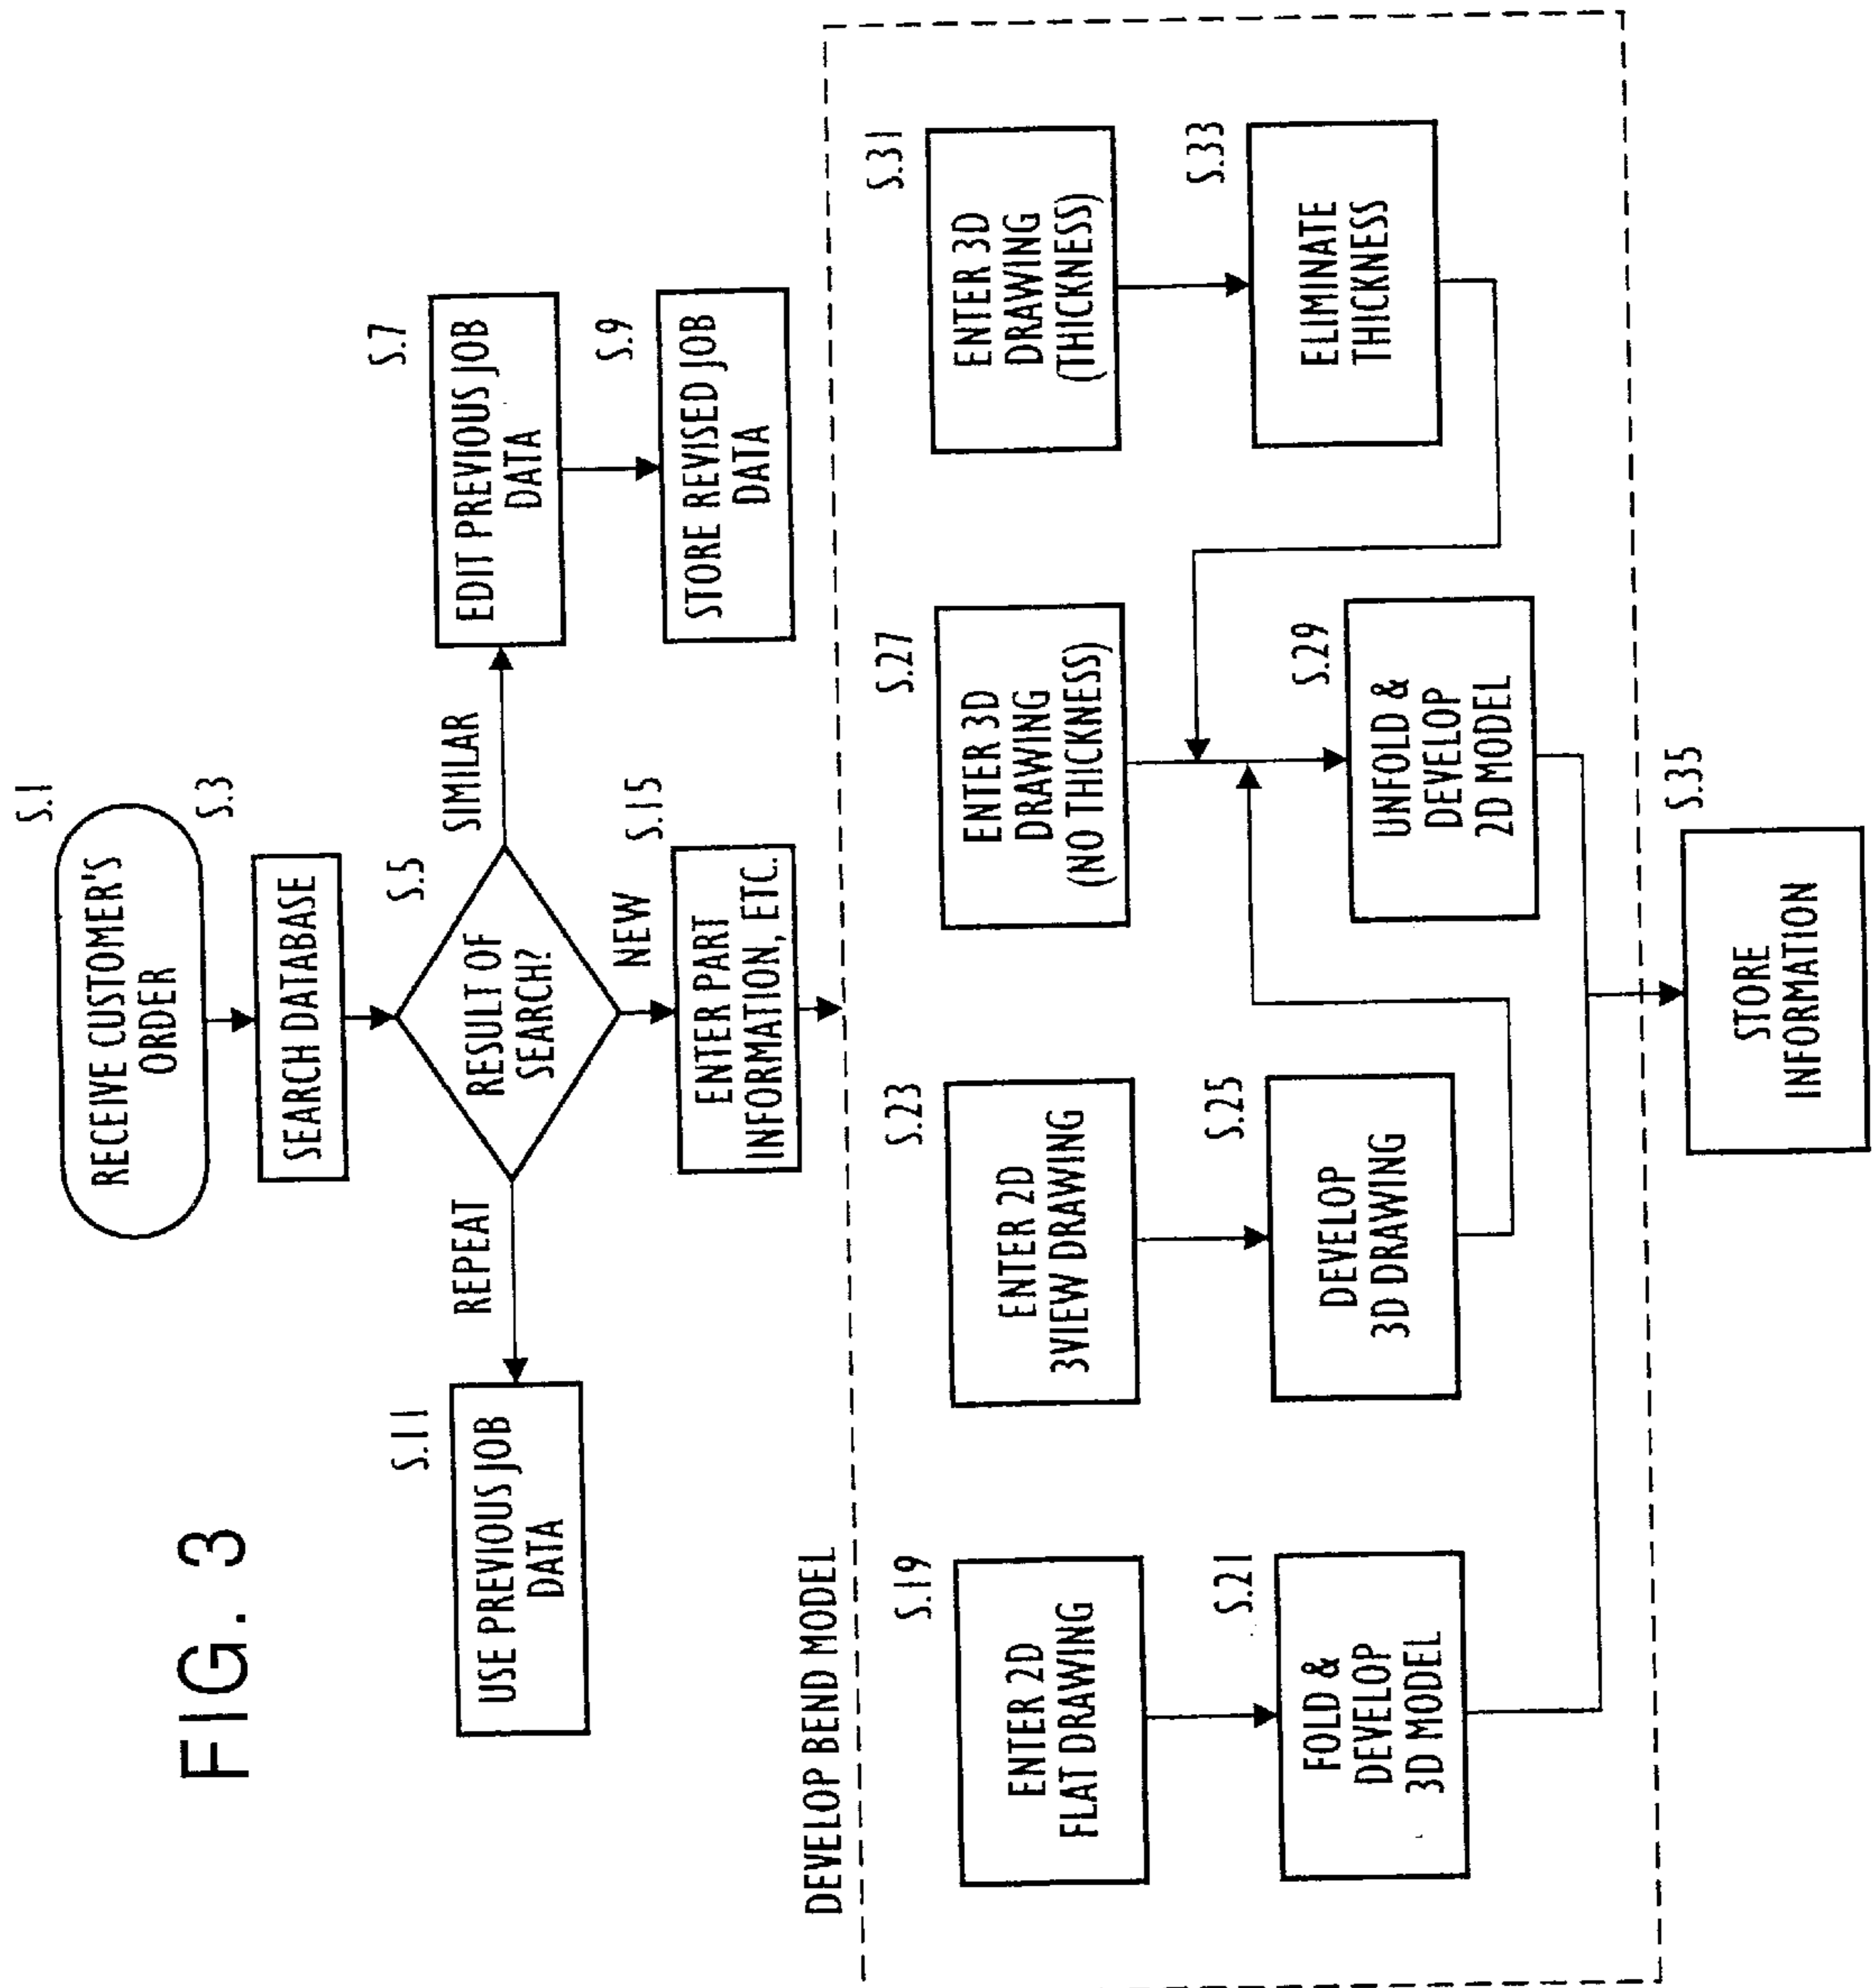 FIG. 3
S.1
RECEIVE CUSTOMER'S
ORDER
S.3
SEARCH DATABASE
S.5
RESULT OF
SEARCH?
REPEAT
SIMILAR
NEW
S.11
USE PREVIOUS JOB
DATA
S.7
EDIT PREVIOUS JOB
DATA
S.9
STORE REVISED JOB
DATA
S.15
ENTER PART
INFORMATION, ETC.
DEVELOP BEND MODEL
S.19
ENTER 2D
FLAT DRAWING
S.21
FOLD &
DEVELOP
3D MODEL
S.23
ENTER 2D
3VIEW DRAWING
S.25
DEVELOP
3D DRAWING
S.27
ENTER 3D
DRAWING
(NO THICKNESS)
S.29
UNFOLD &
DEVELOP
2D MODEL
S.31
ENTER 3D
DRAWING
(THICKNESS)
S.33
ELIMINATE
THICKNESS
S.35
STORE
INFORMATION